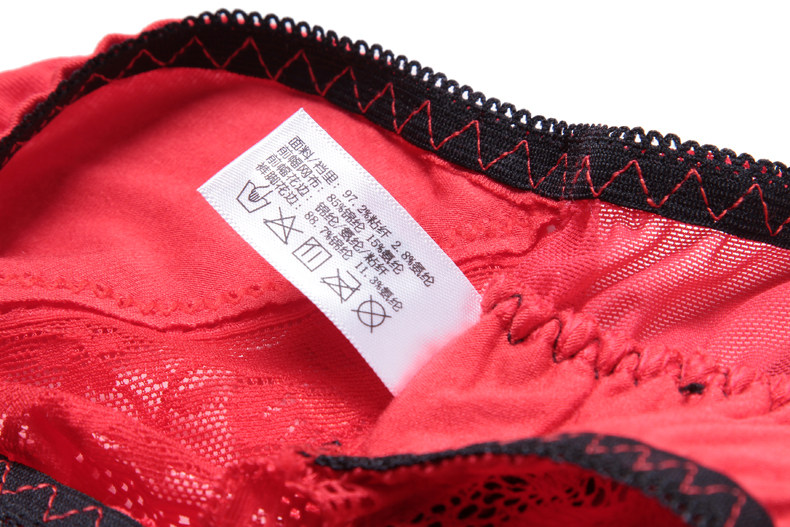 面料/裆里: 97.2%粘纤 2.8%氨纶
前幅网布: 85%锦纶 15%氨纶
前幅花边: 锦纶/氨纶/粘纤
裤脚花边: 88.7%锦纶 11.3%氨纶